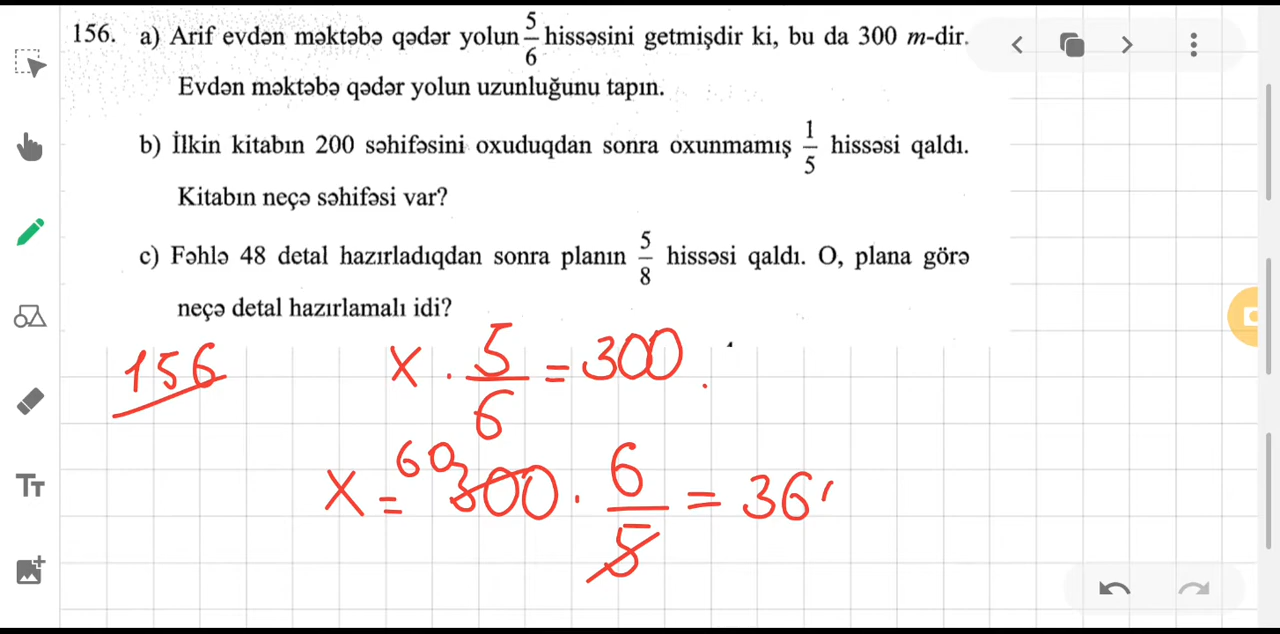 156. a) Arif evdən məktəbə qədər yolun 5/6 hissəsini getmişdir ki, bu da 300 m-dir.
Evdən məktəbə qədər yolun uzunluğunu tapın.
b) İlkin kitabın 200 səhifəsini oxuduqdan sonra oxunmamış 1/5 hissəsi qaldı.
Kitabın neçə səhifəsi var?
c) Fəhlə 48 detal hazırladıqdan sonra planın 5/8 hissəsi qaldı. O, plana görə
neçə detal hazırlamalı idi?
156 x · 5/6 = 300.
x = 300 · 6/5 = 36
60
Tт